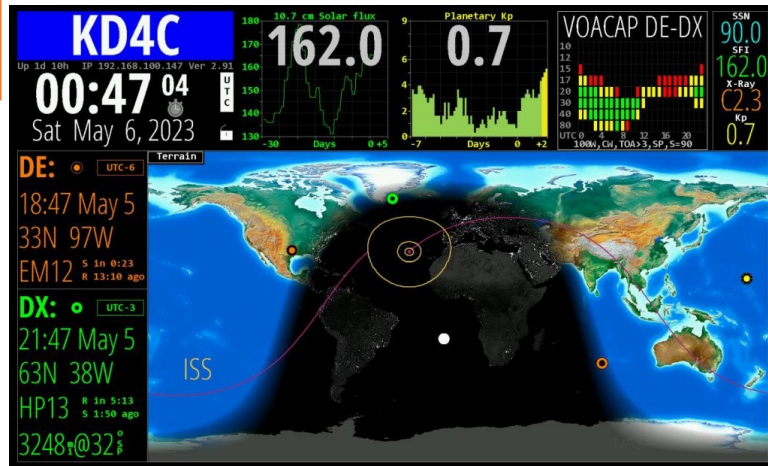 KD4C
Up 1d 10h IP 192.168.100.147 Ver 2.91
00:47 04
UTC
Sat May 6, 2023
10.7 cm Solar flux
162.0
180
170
160
150
140
130
-30 Days 0 +5
Planetary Kp
0.7
9
6
4
2
0
-7 Days 0 +2
VOACAP DE-DX
10
12
15
17
20
30
40
80
UTC 0 4 8 12 16 20
100W,CW,TOA>3,SP,S=90
SSN
90.0
SFI
162.0
X-Ray
C2.3
Kp
0.7
DE: UTC-6
18:47 May 5
33N 97W
EM12 S in 0:23
R 13:10 ago
DX: UTC-3
21:47 May 5
63N 38W
HP13 R in 5:13
S 1:50 ago
3248mi@32° SP
Terrain
ISS